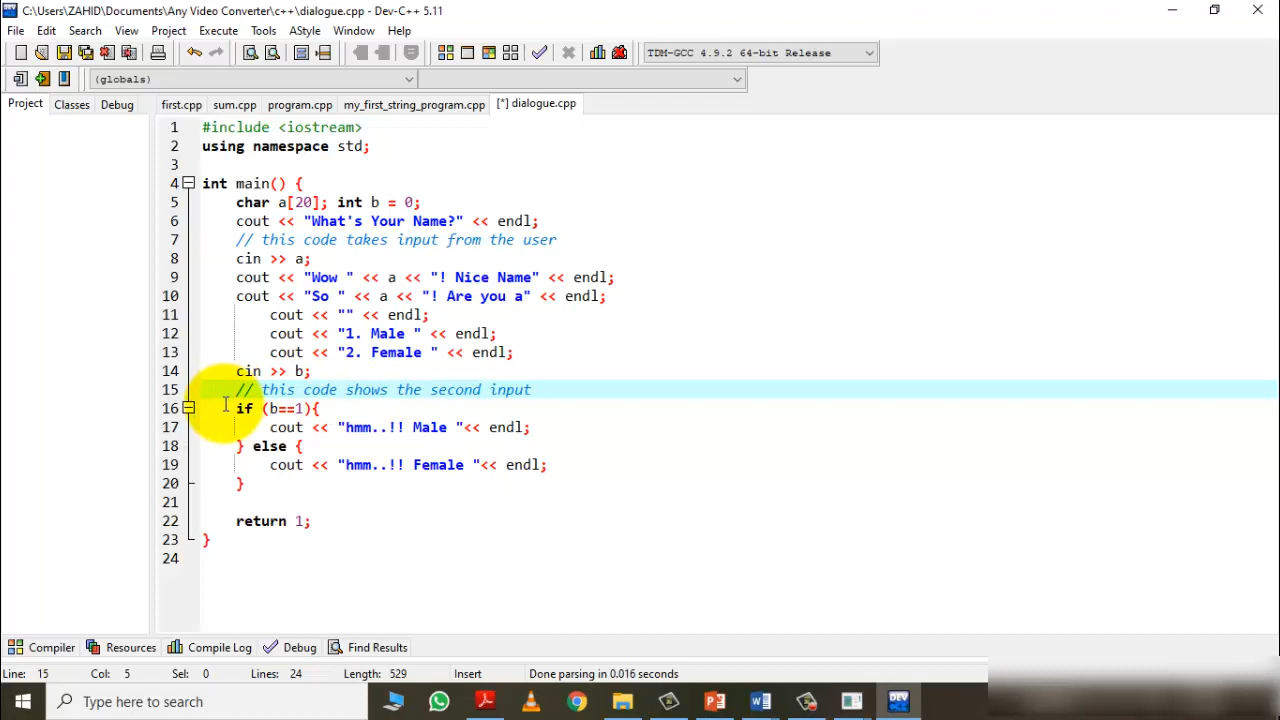 C:\Users\ZAHID\Documents\Any Video Converter\c++\dialogue.cpp - Dev-C++ 5.11
File Edit Search View Project Execute Tools AStyle Window Help
TDM-GCC 4.9.2 64-bit Release
(globals)
Project Classes Debug first.cpp sum.cpp program.cpp my_first_string_program.cpp [*] dialogue.cpp
1 #include <iostream>
2 using namespace std;
3
4 int main() {
5 char a[20]; int b = 0;
6 cout << "What's Your Name?" << endl;
7 // this code takes input from the user
8 cin >> a;
9 cout << "Wow " << a << "! Nice Name" << endl;
10 cout << "So " << a << "! Are you a" << endl;
11 cout << "" << endl;
12 cout << "1. Male " << endl;
13 cout << "2. Female " << endl;
14 cin >> b;
15 // this code shows the second input
16 if (b==1){
17 cout << "hmm..!! Male "<< endl;
18 } else {
19 cout << "hmm..!! Female "<< endl;
20 }
21
22 return 1;
23 }
24
Compiler Resources Compile Log Debug Find Results
Line: 15 Col: 5 Sel: 0 Lines: 24 Length: 529 Insert Done parsing in 0.016 seconds
Type here to search
DEV